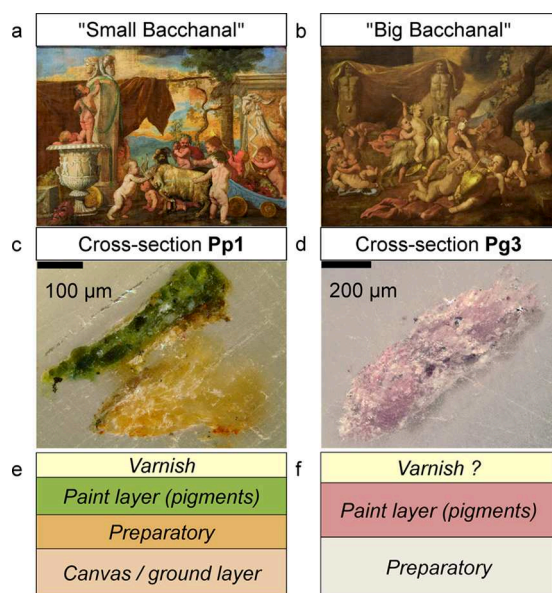 a
"Small Bacchanal"
b
"Big Bacchanal"
c
Cross-section Pp1
d
Cross-section Pg3
100 µm
200 µm
e
Varnish
Paint layer (pigments)
Preparatory
Canvas / ground layer
f
Varnish ?
Paint layer (pigments)
Preparatory